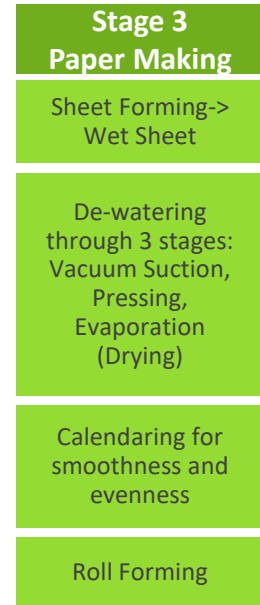 Stage 3
Paper Making
Sheet Forming->
Wet Sheet
De-watering
through 3 stages:
Vacuum Suction,
Pressing,
Evaporation
(Drying)
Calendaring for
smoothness and
evenness
Roll Forming